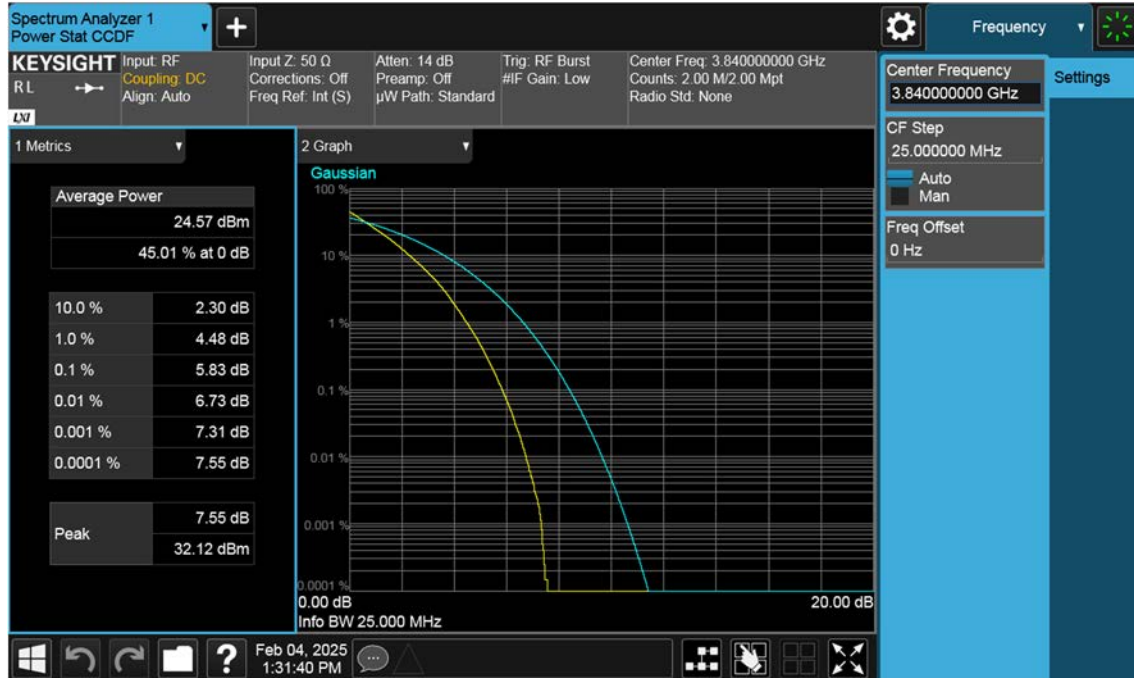 Spectrum Analyzer 1
Power Stat CCDF
Frequency
KEYSIGHT
R L
LXI
Input: RF
Coupling: DC
Align: Auto
Input Z: 50 Ω
Corrections: Off
Freq Ref: Int (S)
Atten: 14 dB
Preamp: Off
µW Path: Standard
Trig: RF Burst
#IF Gain: Low
Center Freq: 3.840000000 GHz
Counts: 2.00 M/2.00 Mpt
Radio Std: None
Center Frequency
3.840000000 GHz
Settings
CF Step
25.000000 MHz
Auto
Man
Freq Offset
0 Hz
1 Metrics
Average Power
24.57 dBm
45.01 % at 0 dB
10.0 % 2.30 dB
1.0 % 4.48 dB
0.1 % 5.83 dB
0.01 % 6.73 dB
0.001 % 7.31 dB
0.0001 % 7.55 dB
Peak
7.55 dB
32.12 dBm
2 Graph
Gaussian
100 %
10 %
1 %
0.1 %
0.01 %
0.001 %
0.0001 %
0.00 dB 20.00 dB
Info BW 25.000 MHz
?
Feb 04, 2025
1:31:40 PM